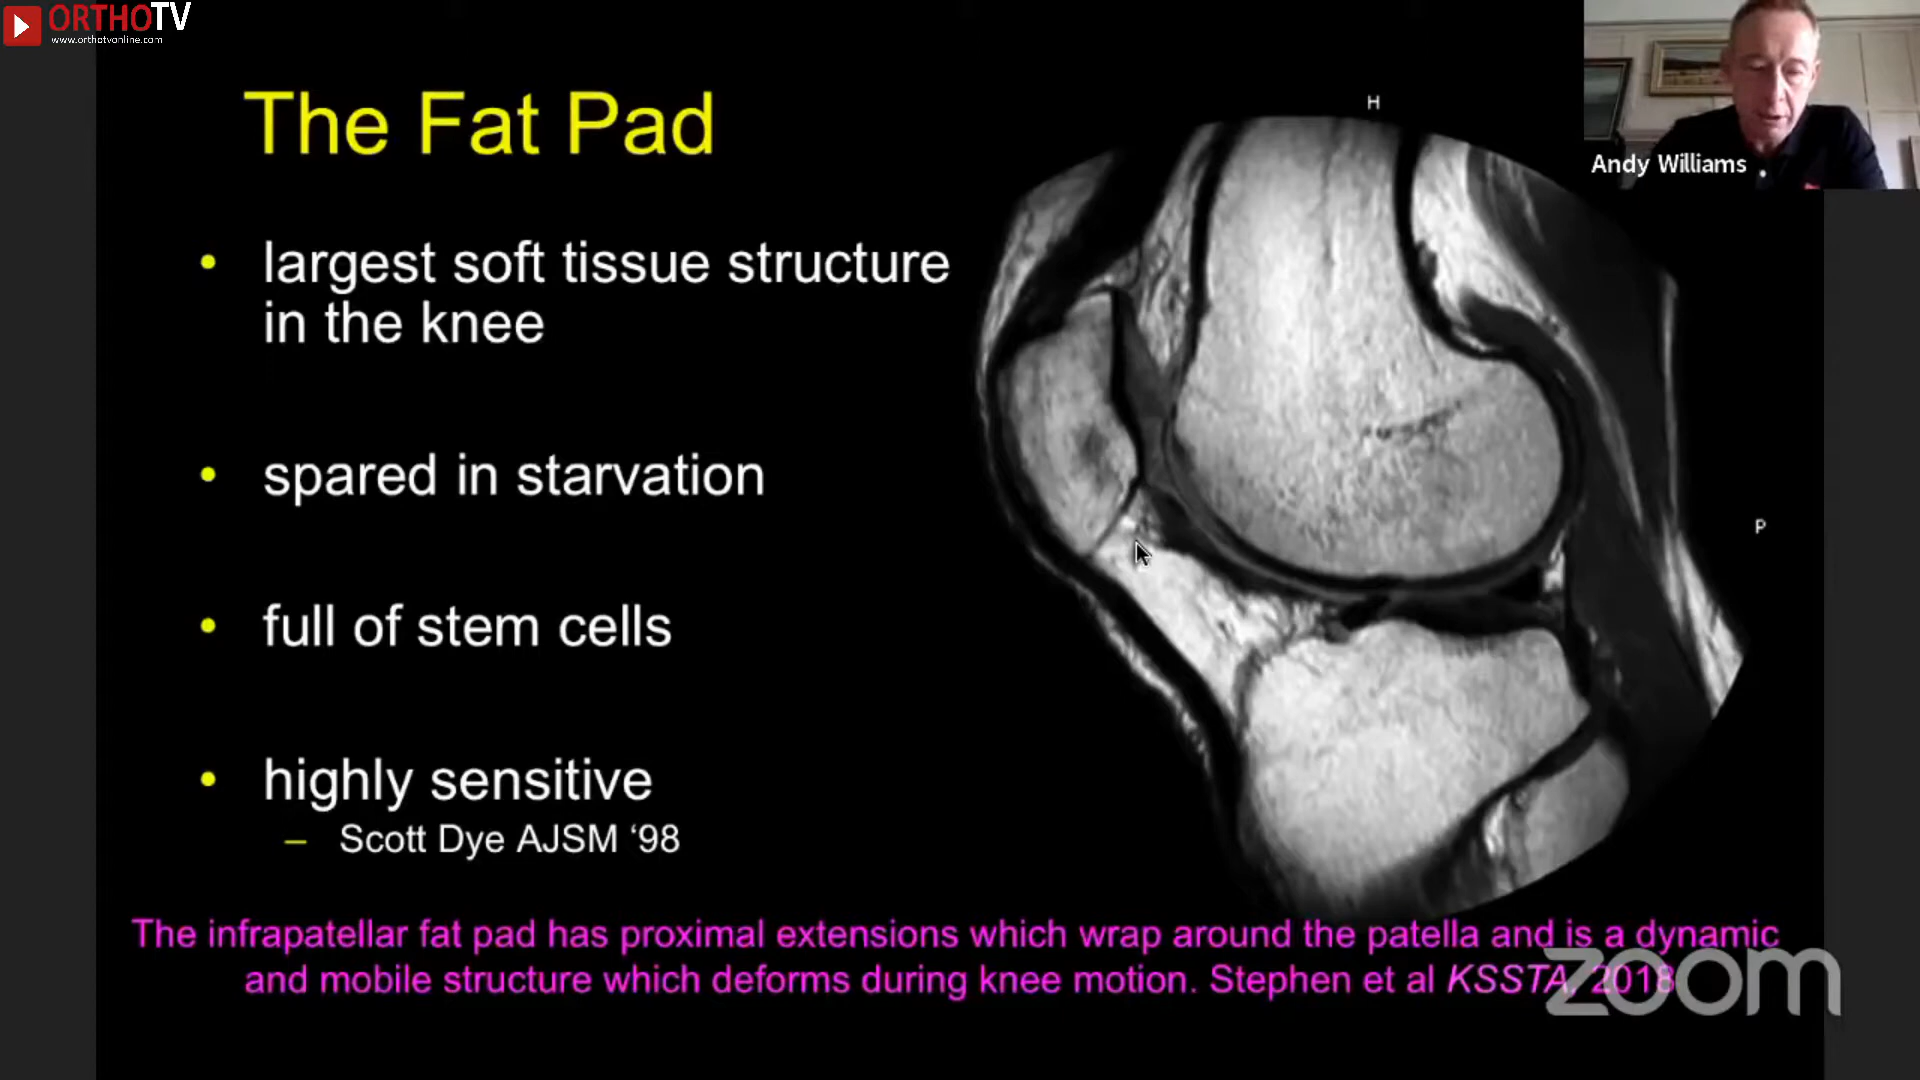 ORTHOTV
www.orthotvonline.com
The Fat Pad
H
Andy Williams
• largest soft tissue structure
in the knee
• spared in starvation
P
• full of stem cells
• highly sensitive
– Scott Dye AJSM ‘98
The infrapatellar fat pad has proximal extensions which wrap around the patella and is a dynamic
and mobile structure which deforms during knee motion. Stephen et al KSSTA, 2018
zoom